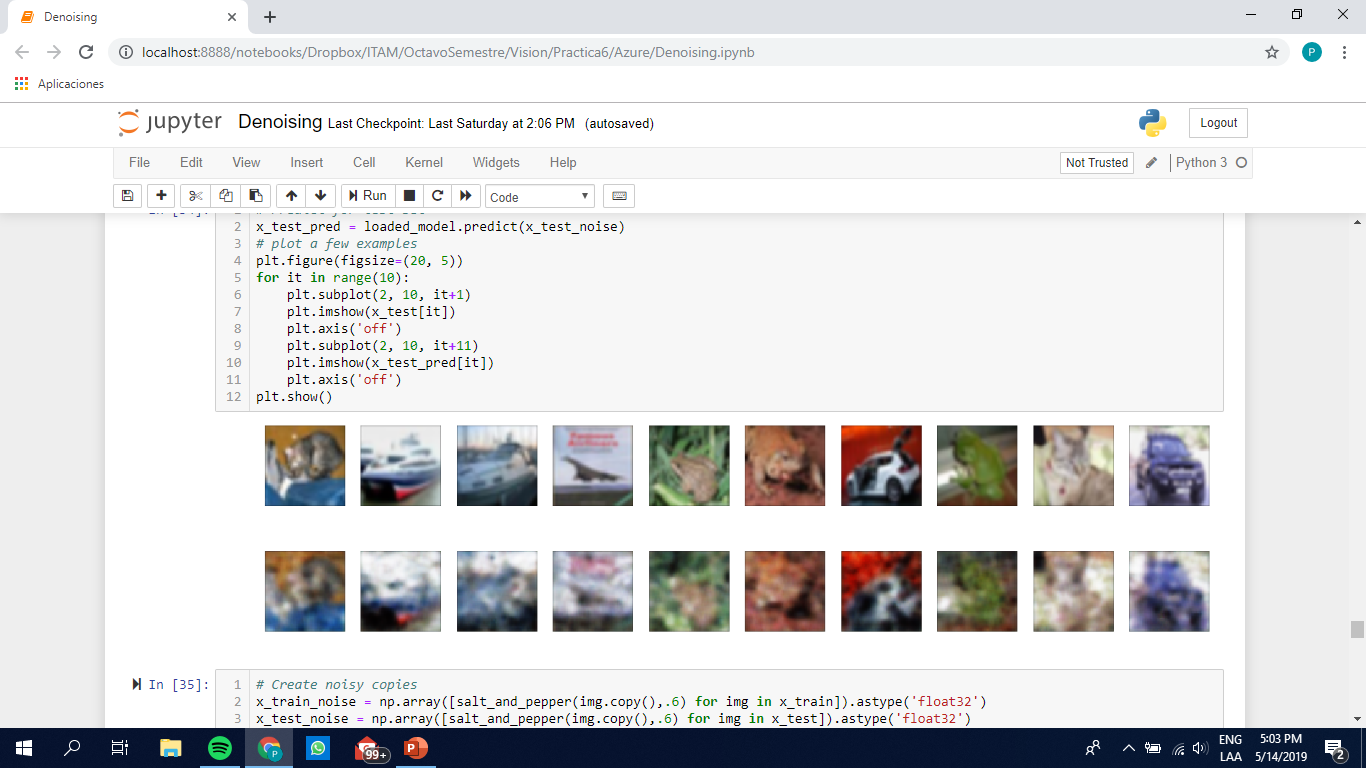 Denoising
localhost:8888/notebooks/Dropbox/ITAM/OctavoSemestre/Vision/Practica6/Azure/Denoising.ipynb
P
Aplicaciones
jupyter Denoising Last Checkpoint: Last Saturday at 2:06 PM (autosaved)
Logout
File Edit View Insert Cell Kernel Widgets Help
Not Trusted
Python 3
Run
Code
2 x_test_pred = loaded_model.predict(x_test_noise)
3 # plot a few examples
4 plt.figure(figsize=(20, 5))
5 for it in range(10):
6     plt.subplot(2, 10, it+1)
7     plt.imshow(x_test[it])
8     plt.axis('off')
9     plt.subplot(2, 10, it+11)
10     plt.imshow(x_test_pred[it])
11     plt.axis('off')
12 plt.show()
In [35]:
1 # Create noisy copies
2 x_train_noise = np.array([salt_and_pepper(img.copy(),.6) for img in x_train]).astype('float32')
3 x_test_noise = np.array([salt_and_pepper(img.copy(),.6) for img in x_test]).astype('float32')
P
99+
P
ENG
LAA
5:03 PM
5/14/2019
2